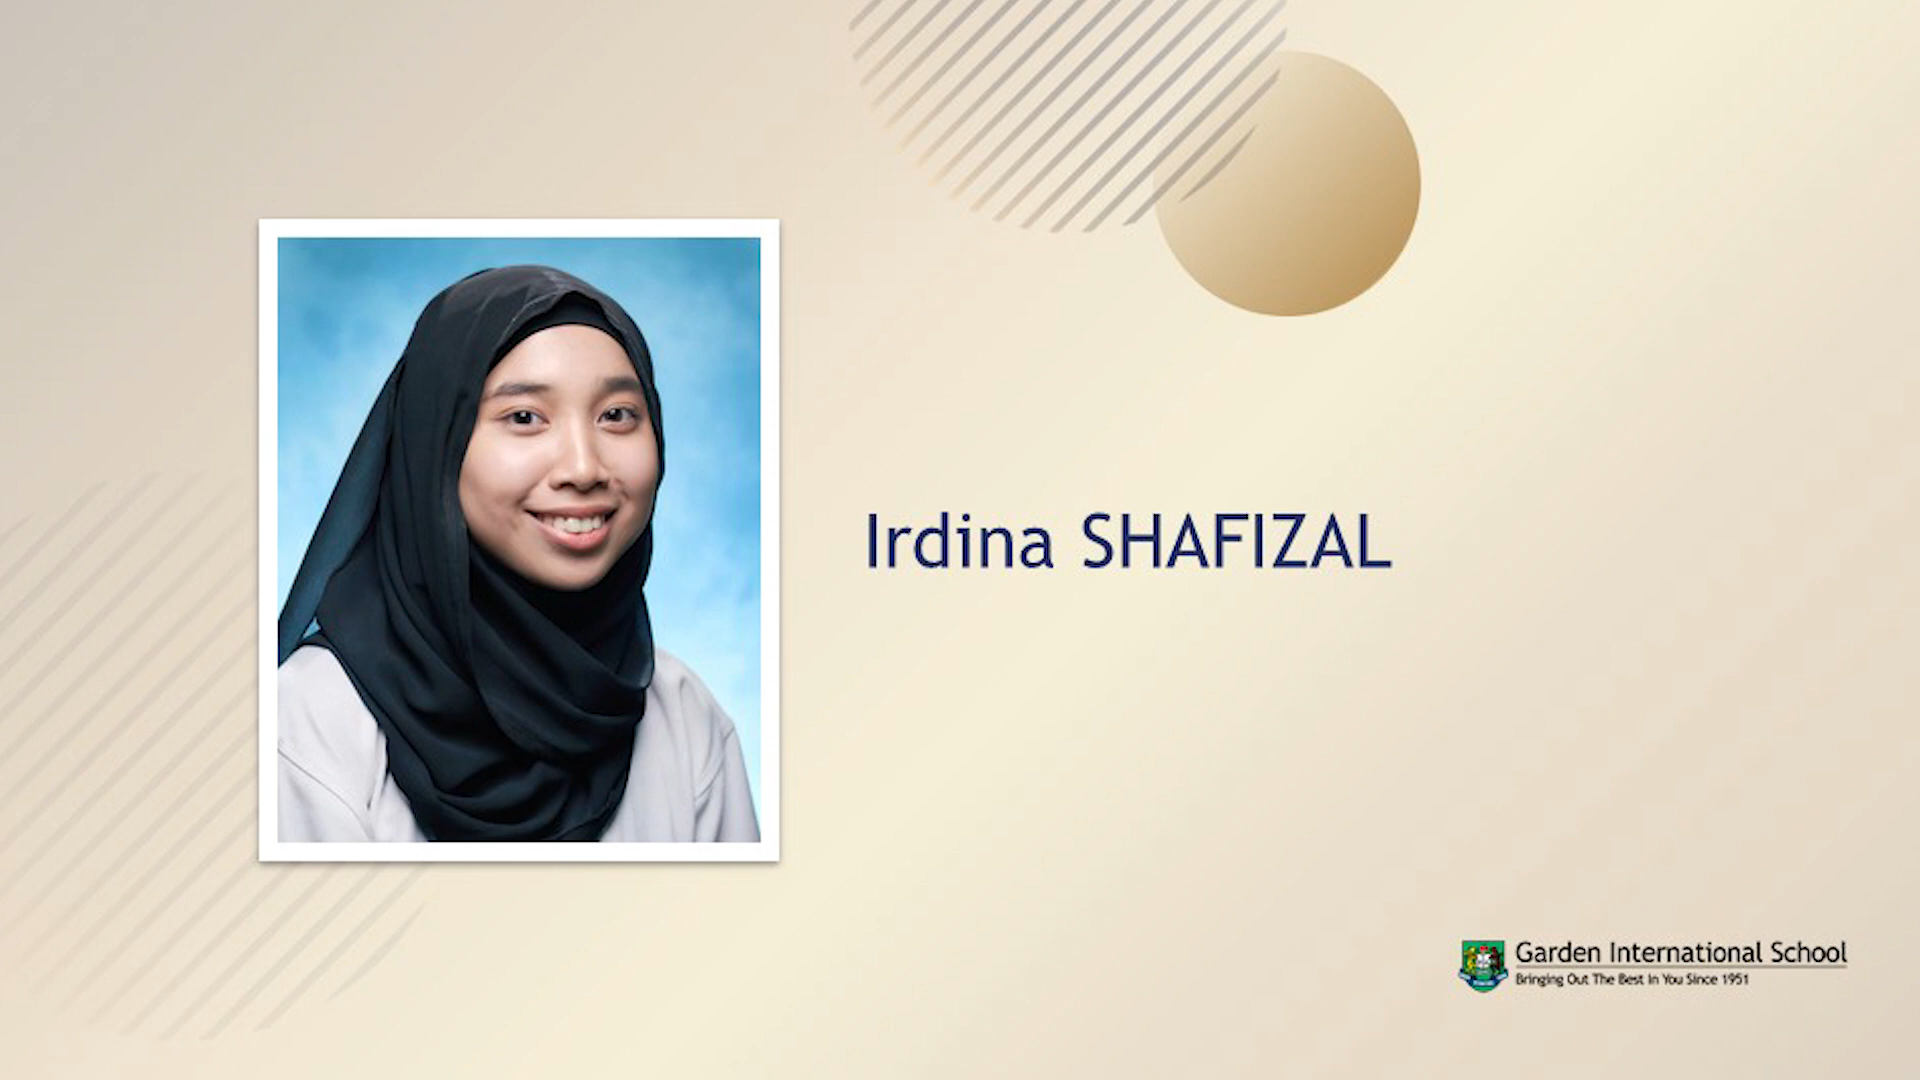 Irdina SHAFIZAL
Garden International School
Bringing Out The Best In You Since 1951